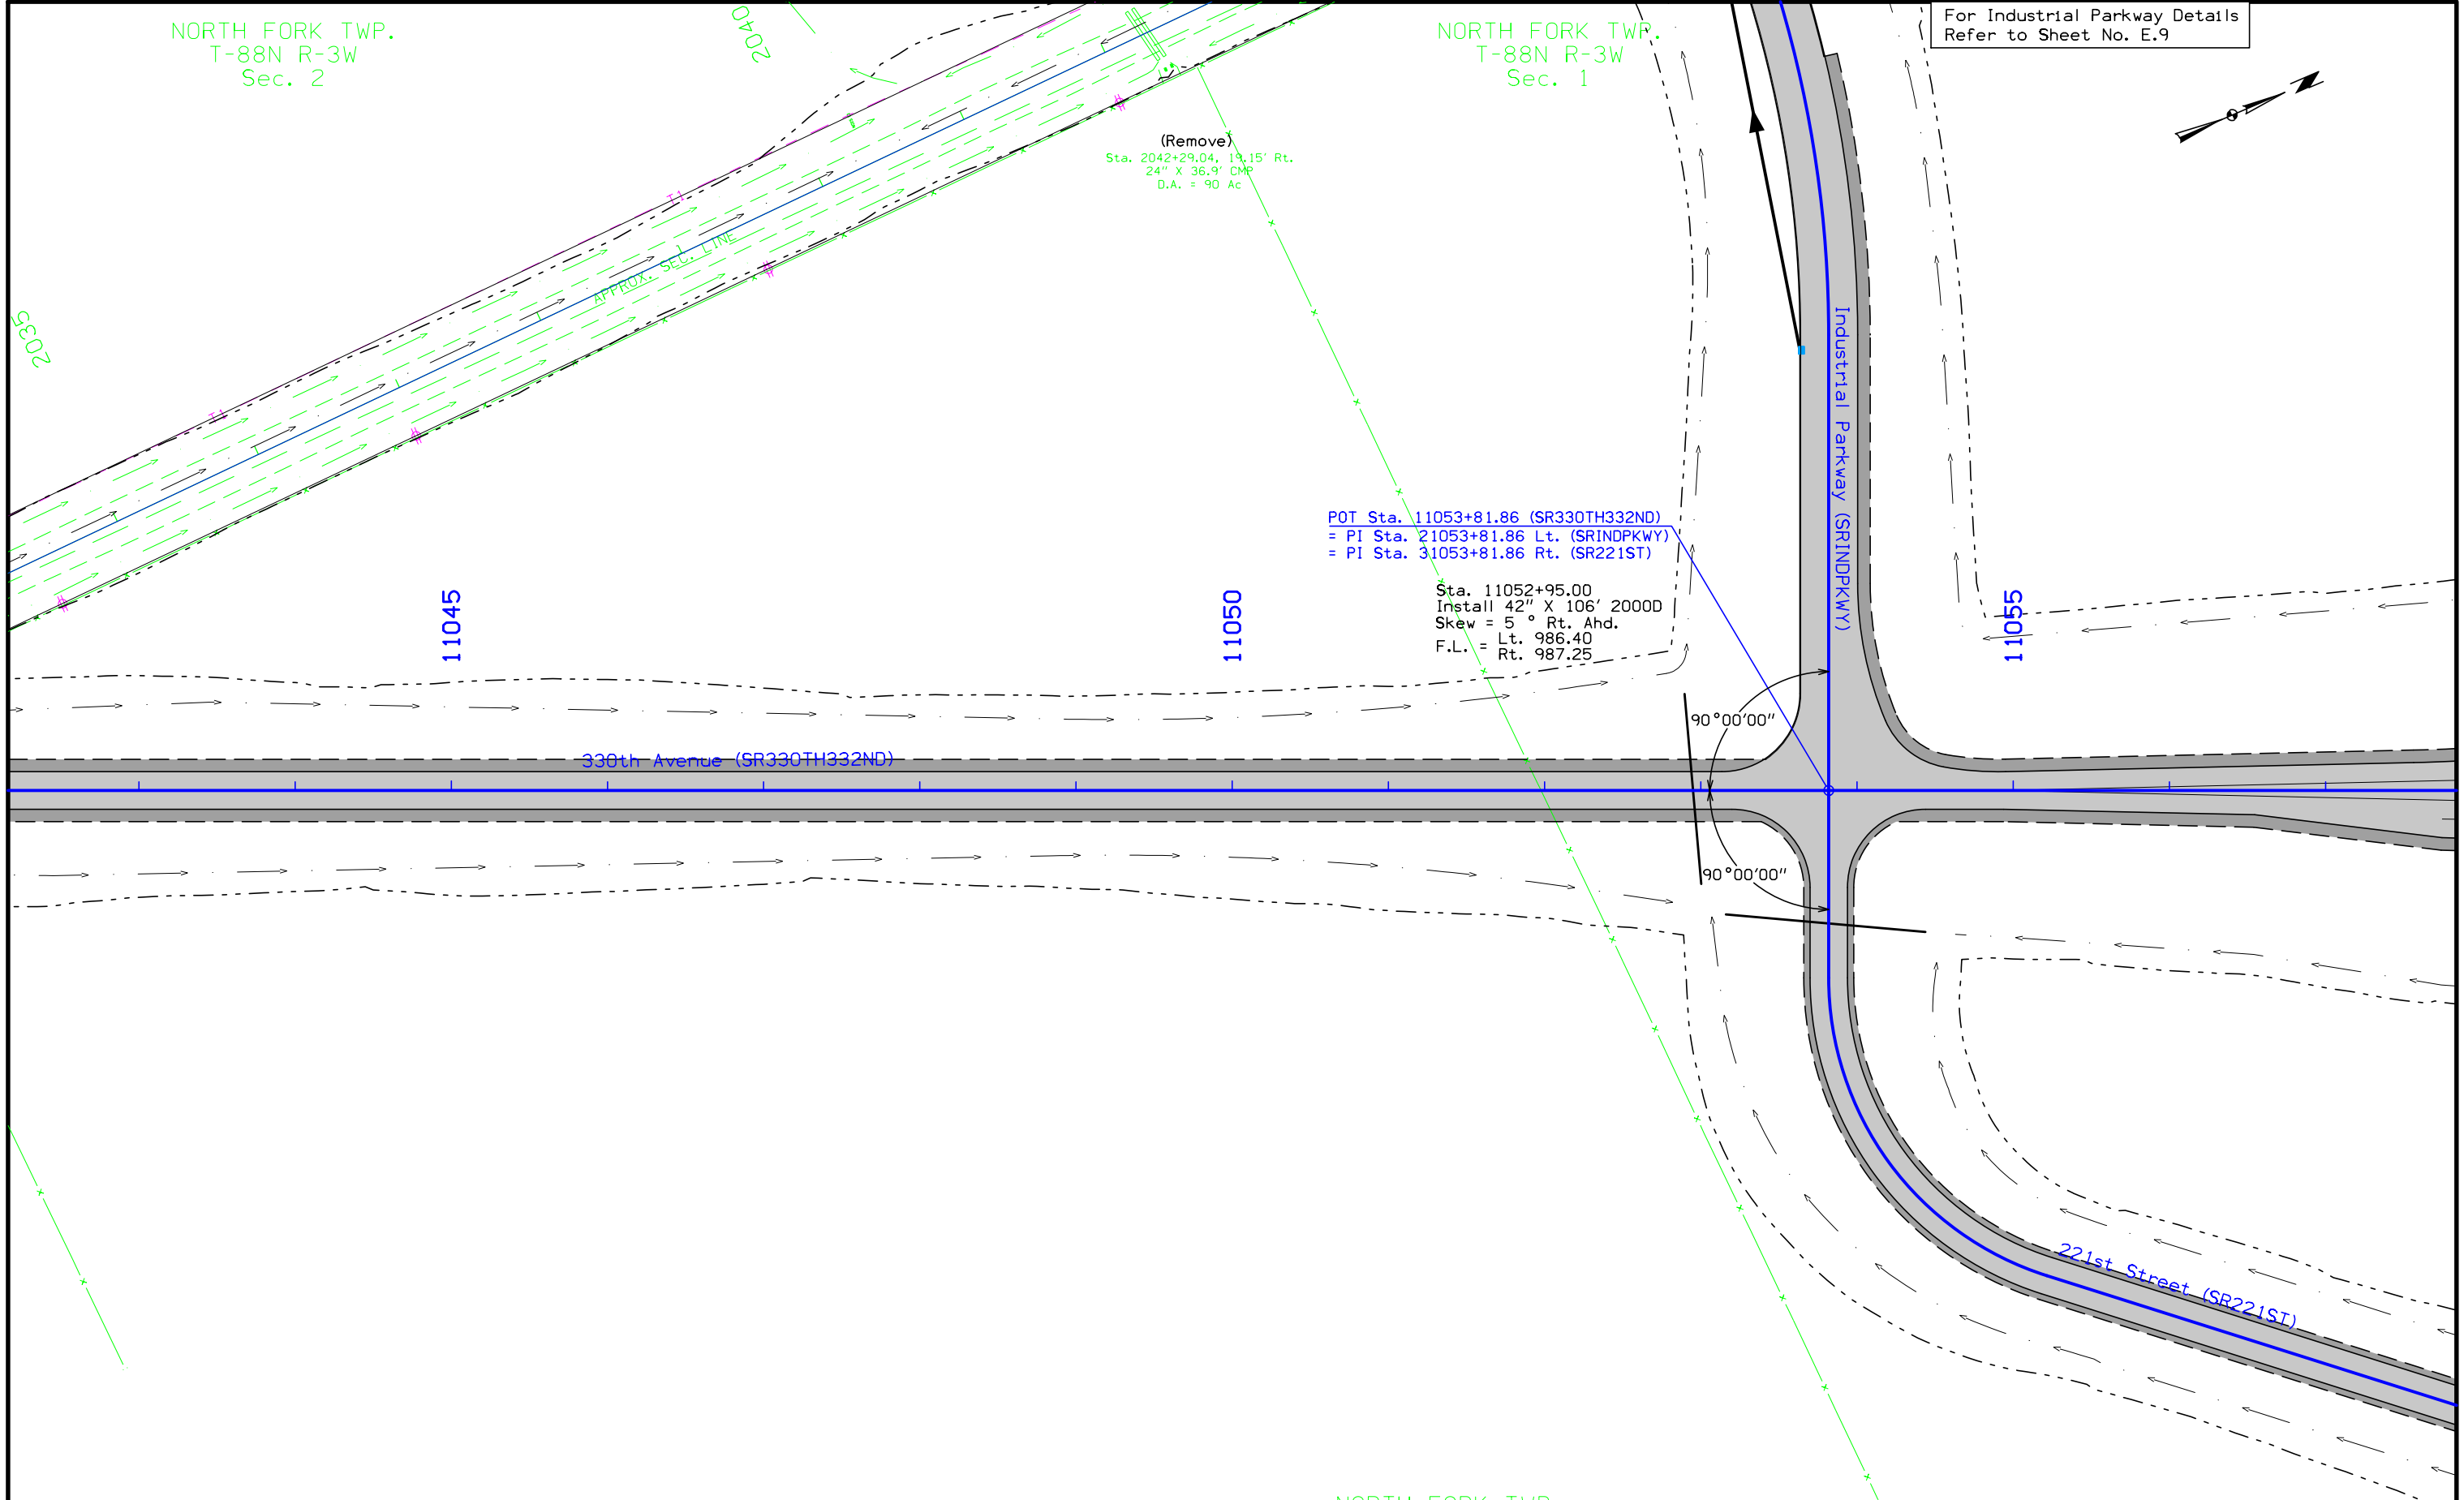 NORTH FORK TWP.
T-88N R-3W
Sec. 2
2040
NORTH FORK TWP.
T-88N R-3W
Sec. 1
For Industrial Parkway Details
Refer to Sheet No. E.9
(Remove)
Sta. 2042+29.04, 19.15' Rt.
24" X 36.9' CMP
D.A. = 90 Ac
T1
APPROX. SEC. LINE
2035
T1
Industrial Parkway (SRINDPKWY)
POT Sta. 11053+81.86 (SR330TH332ND)
= PI Sta. 21053+81.86 Lt. (SRINDPKWY)
= PI Sta. 31053+81.86 Rt. (SR221ST)
11045
11050
Sta. 11052+95.00
Install 42" X 106' 2000D
Skew = 5 ° Rt. Ahd.
F.L. = Lt. 986.40
Rt. 987.25
11055
90°00'00"
330th Avenue (SR330TH332ND)
90°00'00"
221st Street (SR221ST)
NORTH FORK TWP.